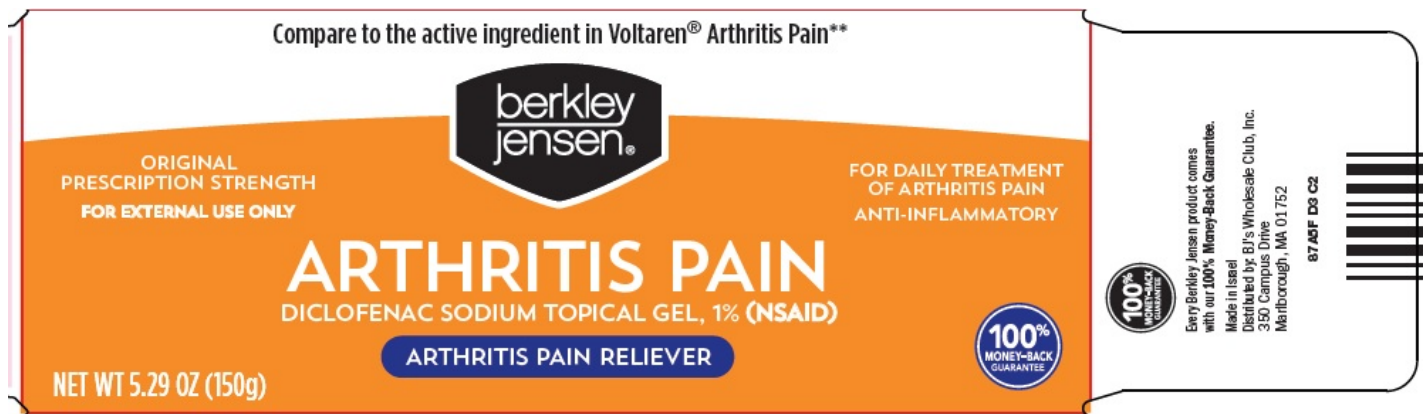 Compare to the active ingredient in Voltaren® Arthritis Pain**
berkley
jensen®
ORIGINAL
PRESCRIPTION STRENGTH
FOR EXTERNAL USE ONLY
FOR DAILY TREATMENT
OF ARTHRITIS PAIN
ANTI-INFLAMMATORY
ARTHRITIS PAIN
DICLOFENAC SODIUM TOPICAL GEL, 1% (NSAID)
ARTHRITIS PAIN RELIEVER
NET WT 5.29 OZ (150g)
100%
MONEY-BACK
GUARANTEE
100%
MONEY-BACK
GUARANTEE
Every Berkley Jensen product comes
with our 100% Money-Back Guarantee.
Made in Israel
Distributed by: BJ's Wholesale Club, Inc.
350 Campus Drive
Marlborough, MA 01752
87A5F D3 C2